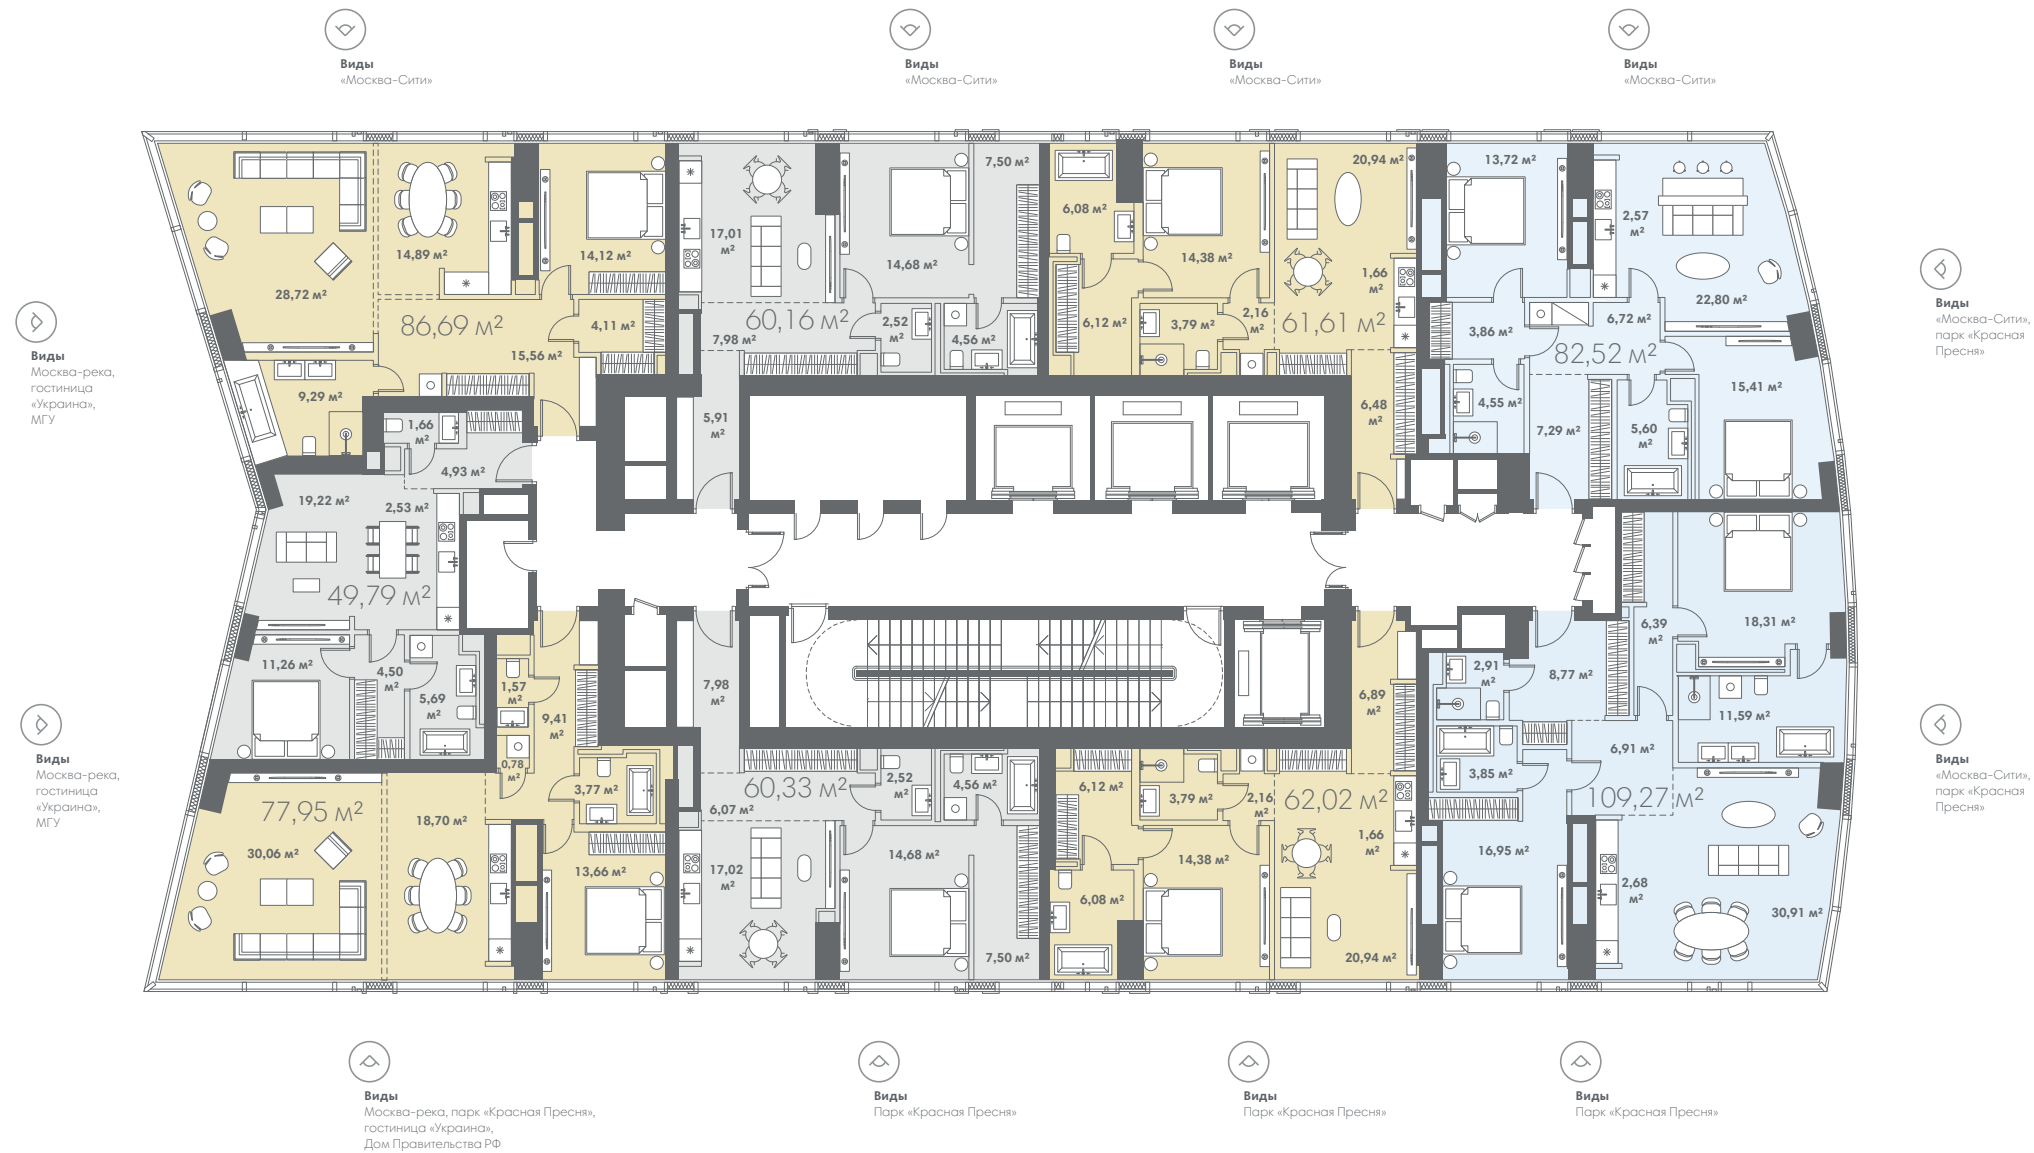 Виды
«Москва-Сити»
Виды
«Москва-Сити»
Виды
«Москва-Сити»
Виды
«Москва-Сити»
28,72 м²
14,89 м²
14,12 м²
86,69 м²
4,11 м²
15,56 м²
9,29 м²
17,01
м²
14,68 м²
7,50 м²
60,16 м²
7,98 м²
2,52
м²
4,56 м²
5,91
м²
6,08 м²
14,38 м²
20,94 м²
1,66
м²
6,12 м²
3,79 м²
2,16
м²
61,61 м²
6,48
м²
13,72 м²
2,57
м²
22,80 м²
3,86 м²
6,72 м²
82,52 м²
15,41 м²
4,55 м²
7,29 м²
5,60
м²
Виды
Москва-река,
гостиница
«Украина»,
МГУ
Виды
«Москва-Сити»,
парк «Красная
Пресня»
1,66
м²
4,93 м²
19,22 м²
2,53 м²
49,79 м²
11,26 м²
4,50
м²
5,69
м²
1,57
м²
9,41
м²
0,78
м²
3,77 м²
77,95 м²
18,70 м²
30,06 м²
13,66 м²
7,98
м²
6,07 м²
60,33 м²
2,52
м²
4,56 м²
17,02
м²
14,68 м²
7,50 м²
6,12 м²
3,79 м²
2,16
м²
62,02 м²
6,89
м²
1,66
м²
14,38 м²
6,08 м²
20,94 м²
6,39
м²
18,31 м²
2,91
м²
8,77 м²
11,59 м²
6,91 м²
3,85 м²
109,27 м²
16,95 м²
2,68
м²
30,91 м²
Виды
Москва-река,
гостиница
«Украина»,
МГУ
Виды
«Москва-Сити»,
парк «Красная
Пресня»
Виды
Москва-река, парк «Красная Пресня»,
гостиница «Украина»,
Дом Правительства РФ
Виды
Парк «Красная Пресня»
Виды
Парк «Красная Пресня»
Виды
Парк «Красная Пресня»